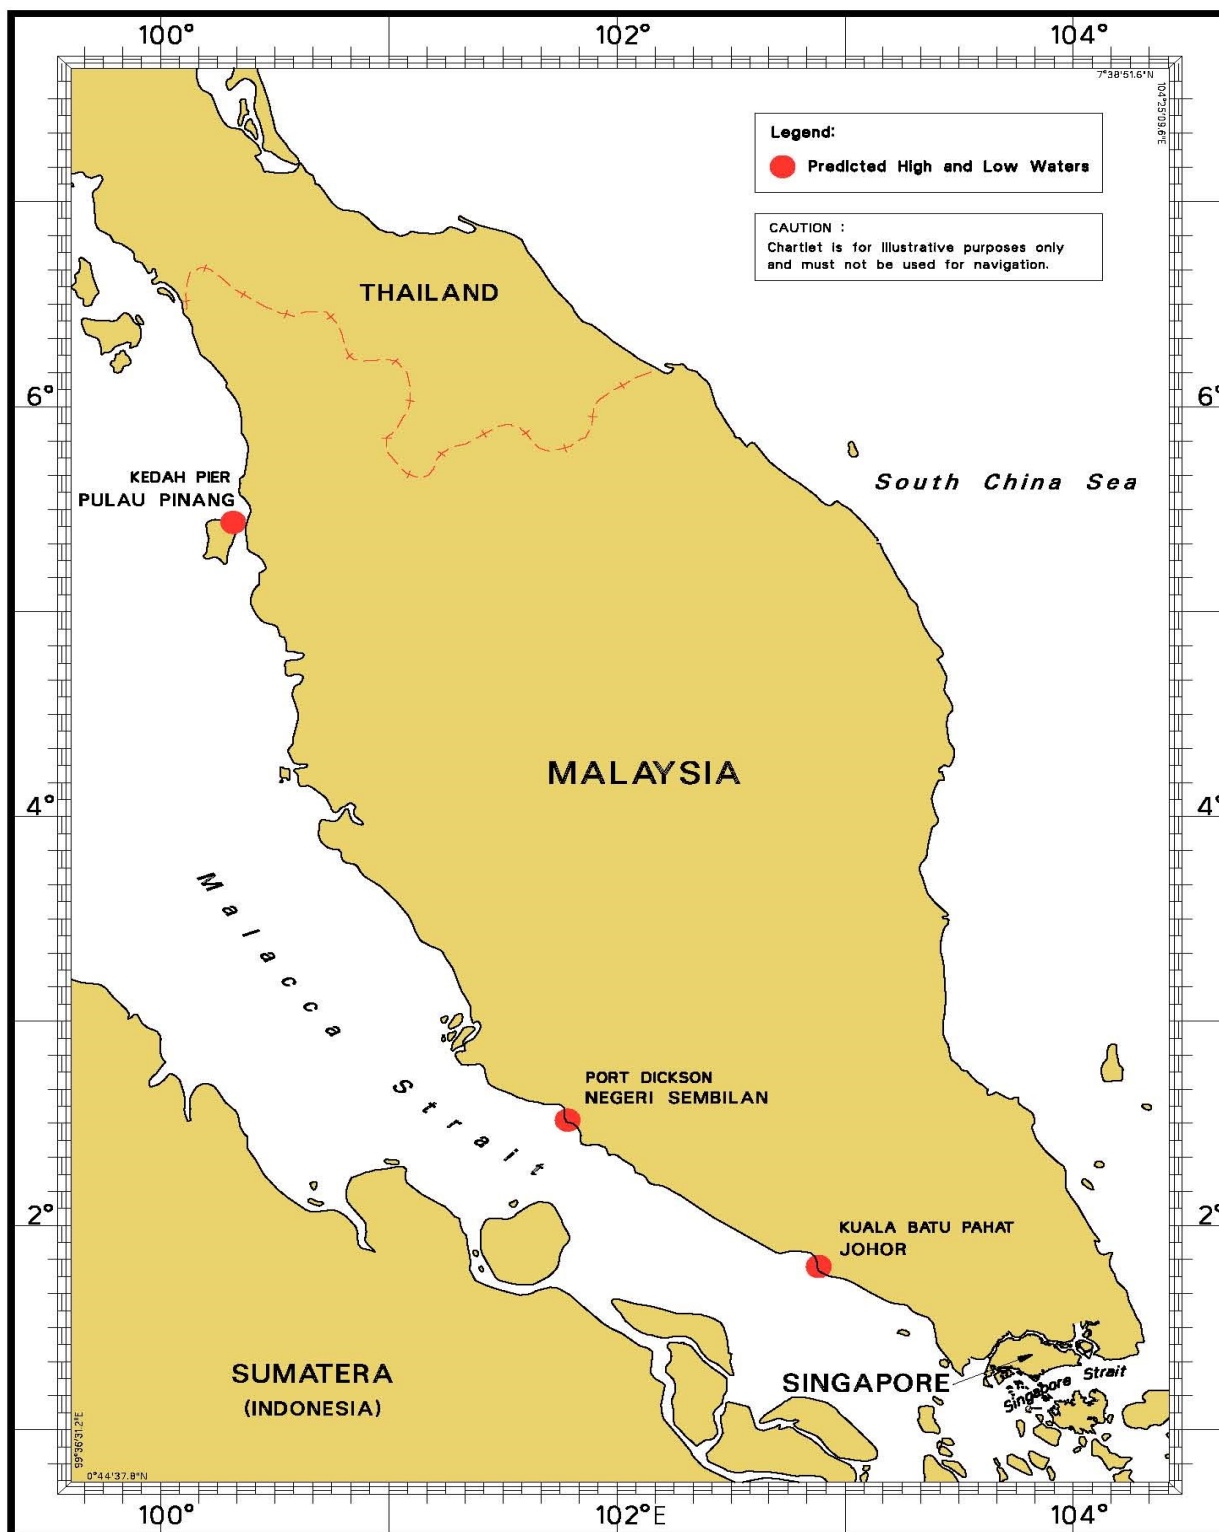 100°
102°
104°
7°38'51.6"N
104°25'09.6"E
Legend:
Predicted High and Low Waters
CAUTION :
Chartlet is for illustrative purposes only
and must not be used for navigation.
THAILAND
6°
6°
KEDAH PIER
PULAU PINANG
South China Sea
MALAYSIA
4°
4°
Malacca Strait
PORT DICKSON
NEGERI SEMBILAN
2°
2°
KUALA BATU PAHAT
JOHOR
SUMATERA
(INDONESIA)
SINGAPORE
Singapore Strait
99°36'31.2"E
0°44'37.8"N
100°
102°E
104°